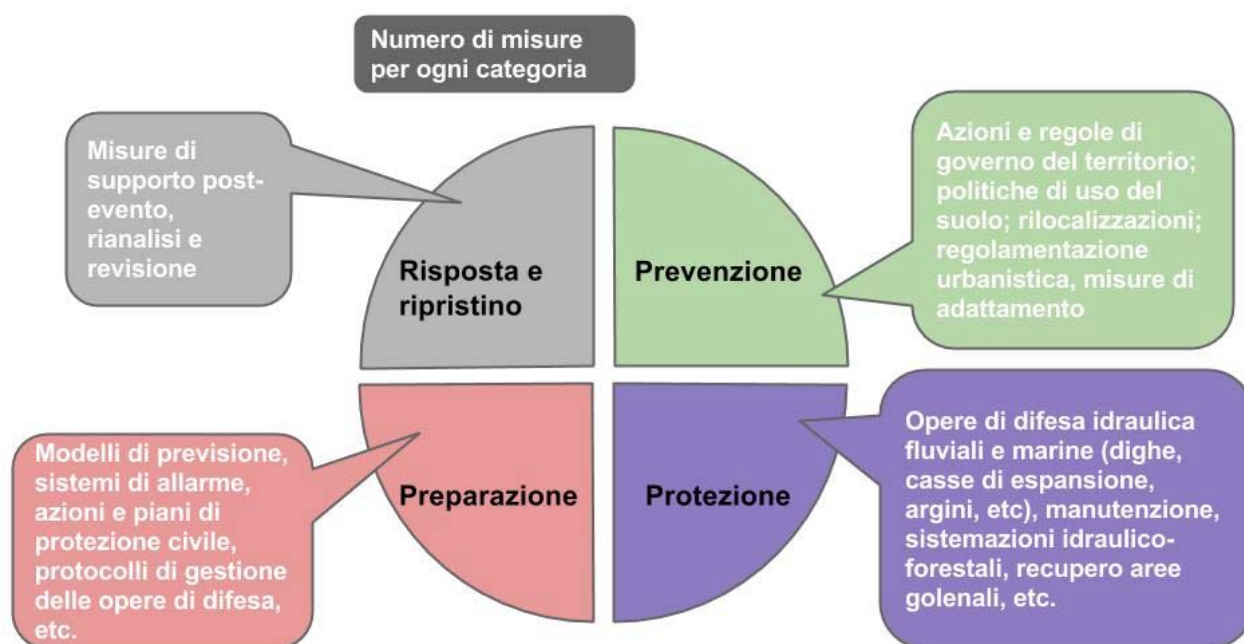 Numero di misure
per ogni categoria
Misure di
supporto post-
evento,
rianalisi e
revisione
Azioni e regole di
governo del territorio;
politiche di uso del
suolo; rilocalizzazioni;
regolamentazione
urbanistica, misure di
adattamento
Risposta e
ripristino
Prevenzione
Modelli di previsione,
sistemi di allarme,
azioni e piani di
protezione civile,
protocolli di gestione
delle opere di difesa,
etc.
Preparazione
Protezione
Opere di difesa idraulica
fluviali e marine (dighe,
casse di espansione,
argini, etc), manutenzione,
sistemazioni idraulico-
forestali, recupero aree
golenali, etc.